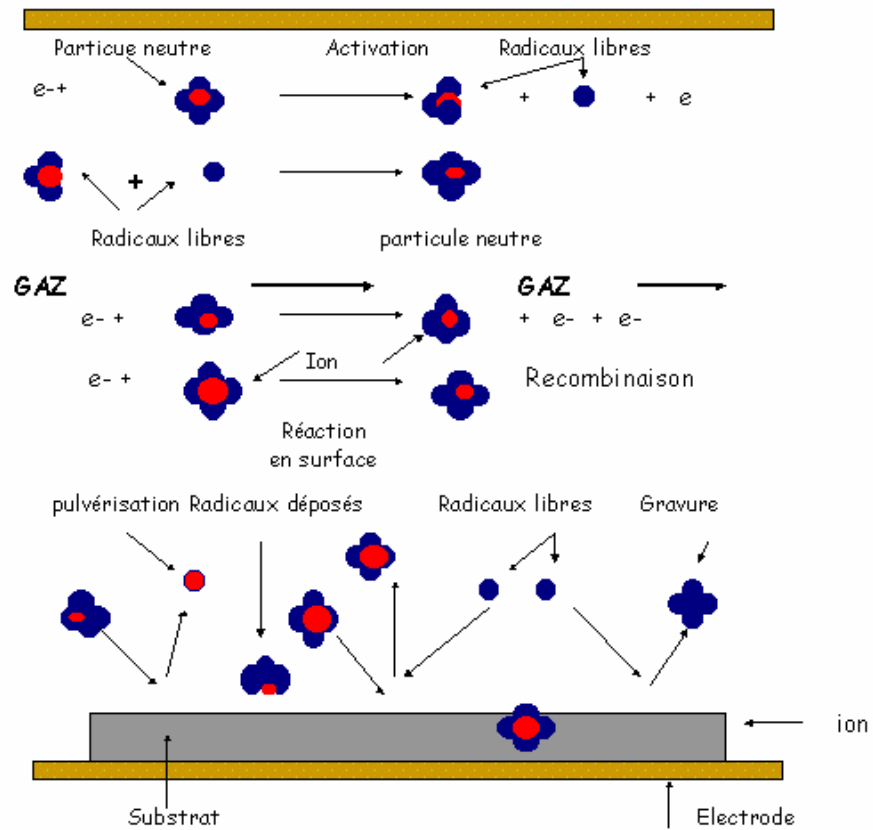 Particue neutre Activation Radicaux libres
e-+ + + e
+
Radicaux libres particule neutre
GAZ GAZ
e- + + e- + e-
Ion
e- + Recombinaison
Réaction
en surface
pulvérisation Radicaux déposés Radicaux libres Gravure
ion
Substrat Electrode